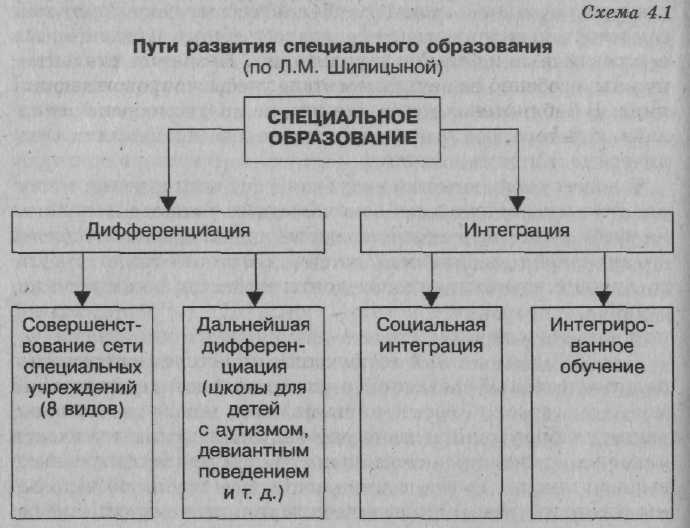 Схема 4.1
Пути развития специального образования
(по Л.М. Шипицыной)
СПЕЦИАЛЬНОЕ
ОБРАЗОВАНИЕ
Дифференциация
Интеграция
Совершенст-
вование сети
специальных
учреждений
(8 видов)
Дальнейшая
дифферен-
циация
(школы для
детей
с аутизмом,
девиантным
поведением
и т. д.)
Социальная
интеграция
Интегриро-
ванное
обучение